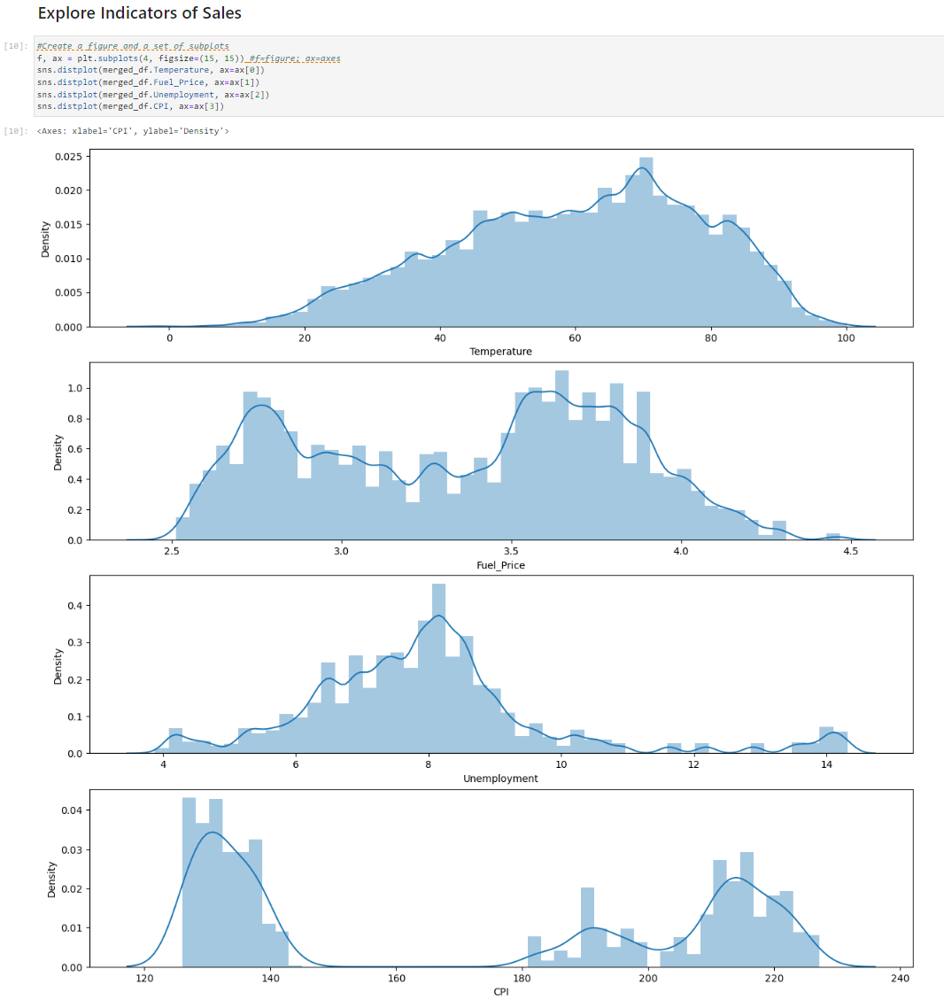 Explore Indicators of Sales
[10]: #Create a figure and a set of subplots
f, ax = plt.subplots(4, figsize=(15, 15)) #f=figure; ax=axes
sns.distplot(merged_df.Temperature, ax=ax[0])
sns.distplot(merged_df.Fuel_Price, ax=ax[1])
sns.distplot(merged_df.Unemployment, ax=ax[2])
sns.distplot(merged_df.CPI, ax=ax[3])
[10]: <Axes: xlabel='CPI', ylabel='Density'>
0.025
0.020
0.015
0.010
0.005
0.000
Density
0 20 40 60 80 100
Temperature
1.0
0.8
0.6
0.4
0.2
0.0
Density
2.5 3.0 3.5 4.0 4.5
Fuel_Price
0.4
0.3
0.2
0.1
0.0
Density
4 6 8 10 12 14
Unemployment
0.04
0.03
0.02
0.01
0.00
Density
120 140 160 180 200 220 240
CPI